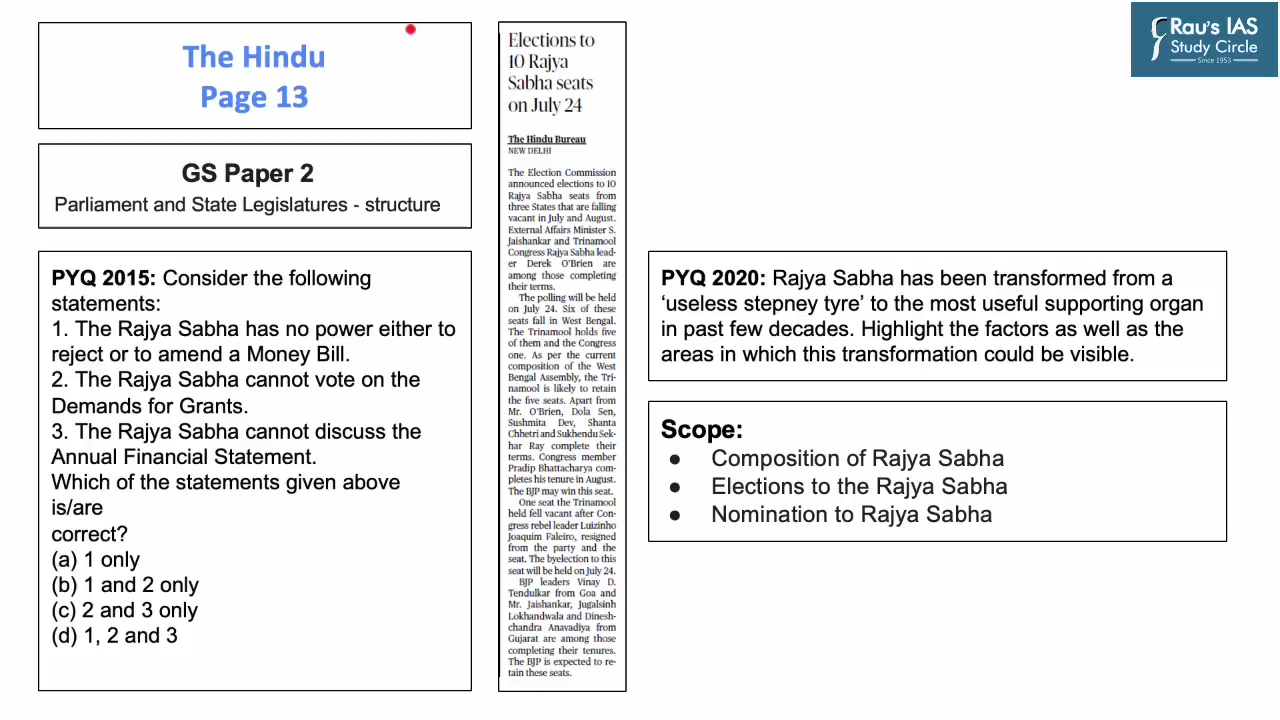 The Hindu
Page 13
GS Paper 2
Parliament and State Legislatures - structure
PYQ 2015: Consider the following
statements:
1. The Rajya Sabha has no power either to
reject or to amend a Money Bill.
2. The Rajya Sabha cannot vote on the
Demands for Grants.
3. The Rajya Sabha cannot discuss the
Annual Financial Statement.
Which of the statements given above
is/are
correct?
(a) 1 only
(b) 1 and 2 only
(c) 2 and 3 only
(d) 1, 2 and 3
Elections to
10 Rajya
Sabha seats
on July 24
The Hindu Bureau
NEW DELHI
The Election Commission
announced elections to 10
Rajya Sabha seats from
three States that are falling
vacant in July and August.
External Affairs Minister S.
Jaishankar and Trinamool
Congress Rajya Sabha lead-
er Derek O'Brien are
among those completing
their terms.
The polling will be held
on July 24. Six of these
seats fall in West Bengal.
The Trinamool holds five
of them and the Congress
one. As per the current
composition of the West
Bengal Assembly, the Tri-
namool is likely to retain
the five seats. Apart from
Mr. O'Brien, Dola Sen,
Sushmita Dev, Shanta
Chhetri and Sukhendu Sek-
har Ray complete their
terms. Congress member
Pradip Bhattacharya com-
pletes his tenure in August.
The BJP may win this seat.
One seat the Trinamool
held fell vacant after Con-
gress rebel leader Luizinho
Joaquim Faleiro, resigned
from the party and the
seat. The byelection to this
seat will be held on July 24.
BJP leaders Vinay D.
Tendulkar from Goa and
Mr. Jaishankar, Jugalsinh
Lokhandwala and Dinesh-
chandra Anavadiya from
Gujarat are among those
completing their tenures.
The BJP is expected to re-
tain these seats.
Rau's IAS
Study Circle
Since 1953
PYQ 2020: Rajya Sabha has been transformed from a
‘useless stepney tyre’ to the most useful supporting organ
in past few decades. Highlight the factors as well as the
areas in which this transformation could be visible.
Scope:
● Composition of Rajya Sabha
● Elections to the Rajya Sabha
● Nomination to Rajya Sabha